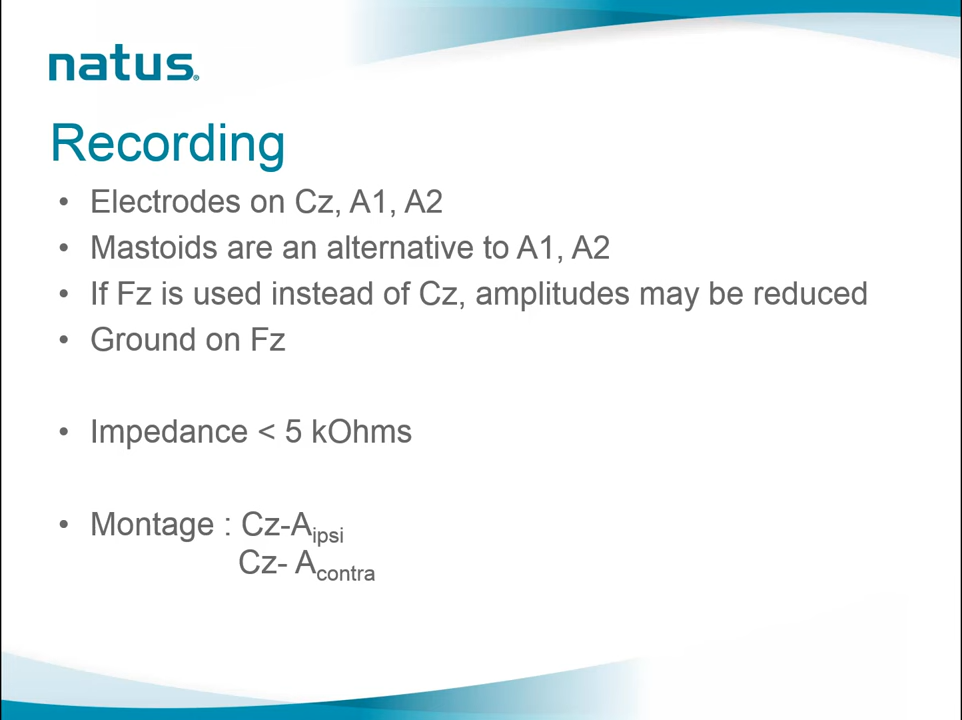 natus®
Recording
• Electrodes on Cz, A1, A2
• Mastoids are an alternative to A1, A2
• If Fz is used instead of Cz, amplitudes may be reduced
• Ground on Fz
• Impedance < 5 kOhms
• Montage : Cz-Aipsi
Cz- Acontra